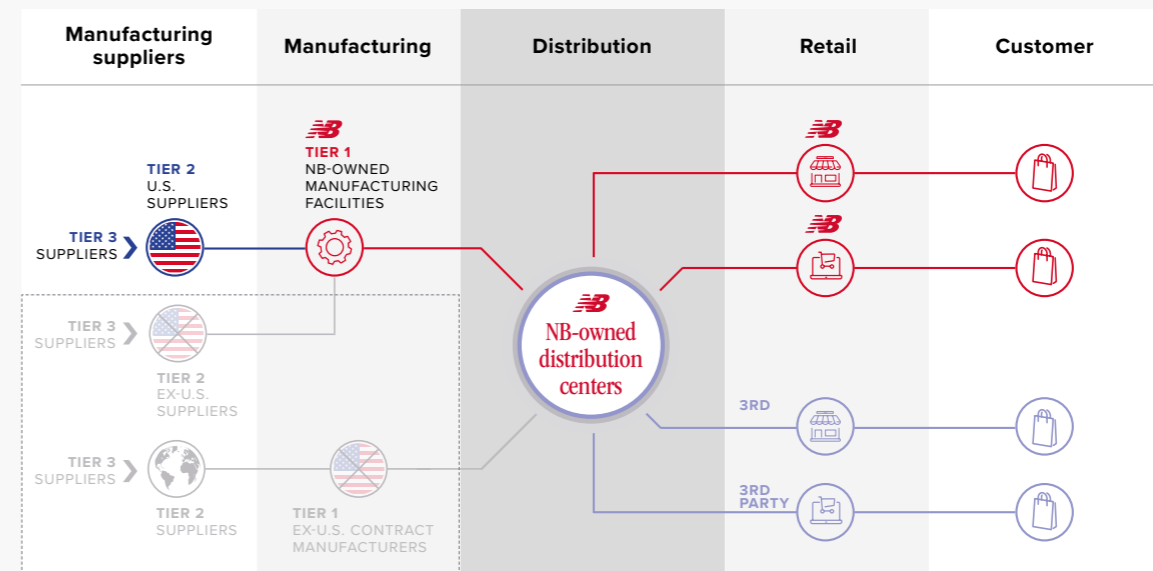 Manufacturing
suppliers
Manufacturing
Distribution
Retail
Customer
NB
TIER 1
NB-OWNED
MANUFACTURING
FACILITIES
TIER 2
U.S.
SUPPLIERS
TIER 3
SUPPLIERS
NB
NB
TIER 3
SUPPLIERS
TIER 2
EX-U.S.
SUPPLIERS
NB
NB-owned
distribution
centers
3RD
TIER 3
SUPPLIERS
TIER 2
SUPPLIERS
TIER 1
EX-U.S. CONTRACT
MANUFACTURERS
3RD
PARTY